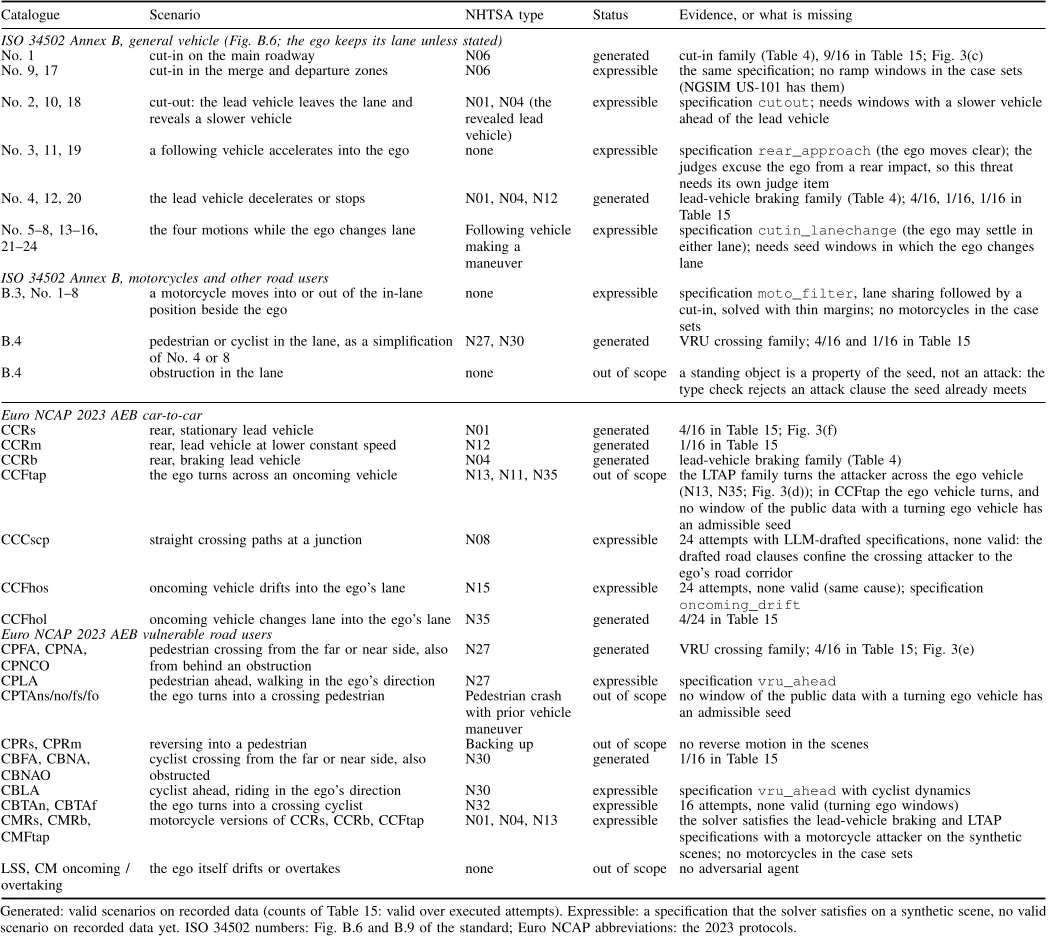 Catalogue Scenario NHTSA type Status Evidence, or what is missing
ISO 34502 Annex B, general vehicle (Fig. B.6; the ego keeps its lane unless stated)
No. 1 cut-in on the main roadway N06 generated cut-in family (Table 4), 9/16 in Table 15; Fig. 3(c)
No. 9, 17 cut-in in the merge and departure zones N06 expressible the same specification; no ramp windows in the case sets
(NGSIM US-101 has them)
No. 2, 10, 18 cut-out: the lead vehicle leaves the lane and N01, N04 (the expressible specification cutout; needs windows with a slower vehicle
reveals a slower vehicle revealed lead ahead of the lead vehicle
vehicle)
No. 3, 11, 19 a following vehicle accelerates into the ego none expressible specification rear_approach (the ego moves clear); the
judges excuse the ego from a rear impact, so this threat
needs its own judge item
No. 4, 12, 20 the lead vehicle decelerates or stops N01, N04, N12 generated lead-vehicle braking family (Table 4); 4/16, 1/16, 1/16 in
Table 15
No. 5–8, 13–16, the four motions while the ego changes lane Following vehicle expressible specification cutin_lanechange (the ego may settle in
21–24 making a either lane); needs seed windows in which the ego changes
maneuver lane
ISO 34502 Annex B, motorcycles and other road users
B.3, No. 1–8 a motorcycle moves into or out of the in-lane none expressible specification moto_filter, lane sharing followed by a
position beside the ego cut-in, solved with thin margins; no motorcycles in the case
sets
B.4 pedestrian or cyclist in the lane, as a simplification N27, N30 generated VRU crossing family; 4/16 and 1/16 in Table 15
of No. 4 or 8
B.4 obstruction in the lane none out of scope a standing object is a property of the seed, not an attack: the
type check rejects an attack clause the seed already meets
Euro NCAP 2023 AEB car-to-car
CCRs rear, stationary lead vehicle N01 generated 4/16 in Table 15; Fig. 3(f)
CCRm rear, lead vehicle at lower constant speed N12 generated 1/16 in Table 15
CCRb rear, braking lead vehicle N04 generated lead-vehicle braking family (Table 4)
CCFtap the ego turns across an oncoming vehicle N13, N11, N35 out of scope the LTAP family turns the attacker across the ego vehicle
(N13, N35; Fig. 3(d)); in CCFtap the ego vehicle turns, and
no window of the public data with a turning ego vehicle has
an admissible seed
CCCscp straight crossing paths at a junction N08 expressible 24 attempts with LLM-drafted specifications, none valid: the
drafted road clauses confine the crossing attacker to the
ego's road corridor
CCFhos oncoming vehicle drifts into the ego's lane N15 expressible 24 attempts, none valid (same cause); specification
oncoming_drift
CCFhol oncoming vehicle changes lane into the ego's lane N35 generated 4/24 in Table 15
Euro NCAP 2023 AEB vulnerable road users
CPFA, CPNA, pedestrian crossing from the far or near side, also N27 generated VRU crossing family; 4/16 in Table 15; Fig. 3(e)
CPNCO from behind an obstruction
CPLA pedestrian ahead, walking in the ego's direction N27 expressible specification vru_ahead
CPTAns/no/fs/fo the ego turns into a crossing pedestrian Pedestrian crash out of scope no window of the public data with a turning ego vehicle has
with prior vehicle an admissible seed
maneuver
CPRs, CPRm reversing into a pedestrian Backing up out of scope no reverse motion in the scenes
CBFA, CBNA, cyclist crossing from the far or near side, also N30 generated 1/16 in Table 15
CBNAO obstructed
CBLA cyclist ahead, riding in the ego's direction N30 expressible specification vru_ahead with cyclist dynamics
CBTAn, CBTAf the ego turns into a crossing cyclist N32 expressible 16 attempts, none valid (turning ego windows)
CMRs, CMRb, motorcycle versions of CCRs, CCRb, CCFtap N01, N04, N13 expressible the solver satisfies the lead-vehicle braking and LTAP
CMFtap specifications with a motorcycle attacker on the synthetic
scenes; no motorcycles in the case sets
LSS, CM oncoming / the ego itself drifts or overtakes none out of scope no adversarial agent
overtaking
Generated: valid scenarios on recorded data (counts of Table 15: valid over executed attempts). Expressible: a specification that the solver satisfies on a synthetic scene, no valid
scenario on recorded data yet. ISO 34502 numbers: Fig. B.6 and B.9 of the standard; Euro NCAP abbreviations: the 2023 protocols.